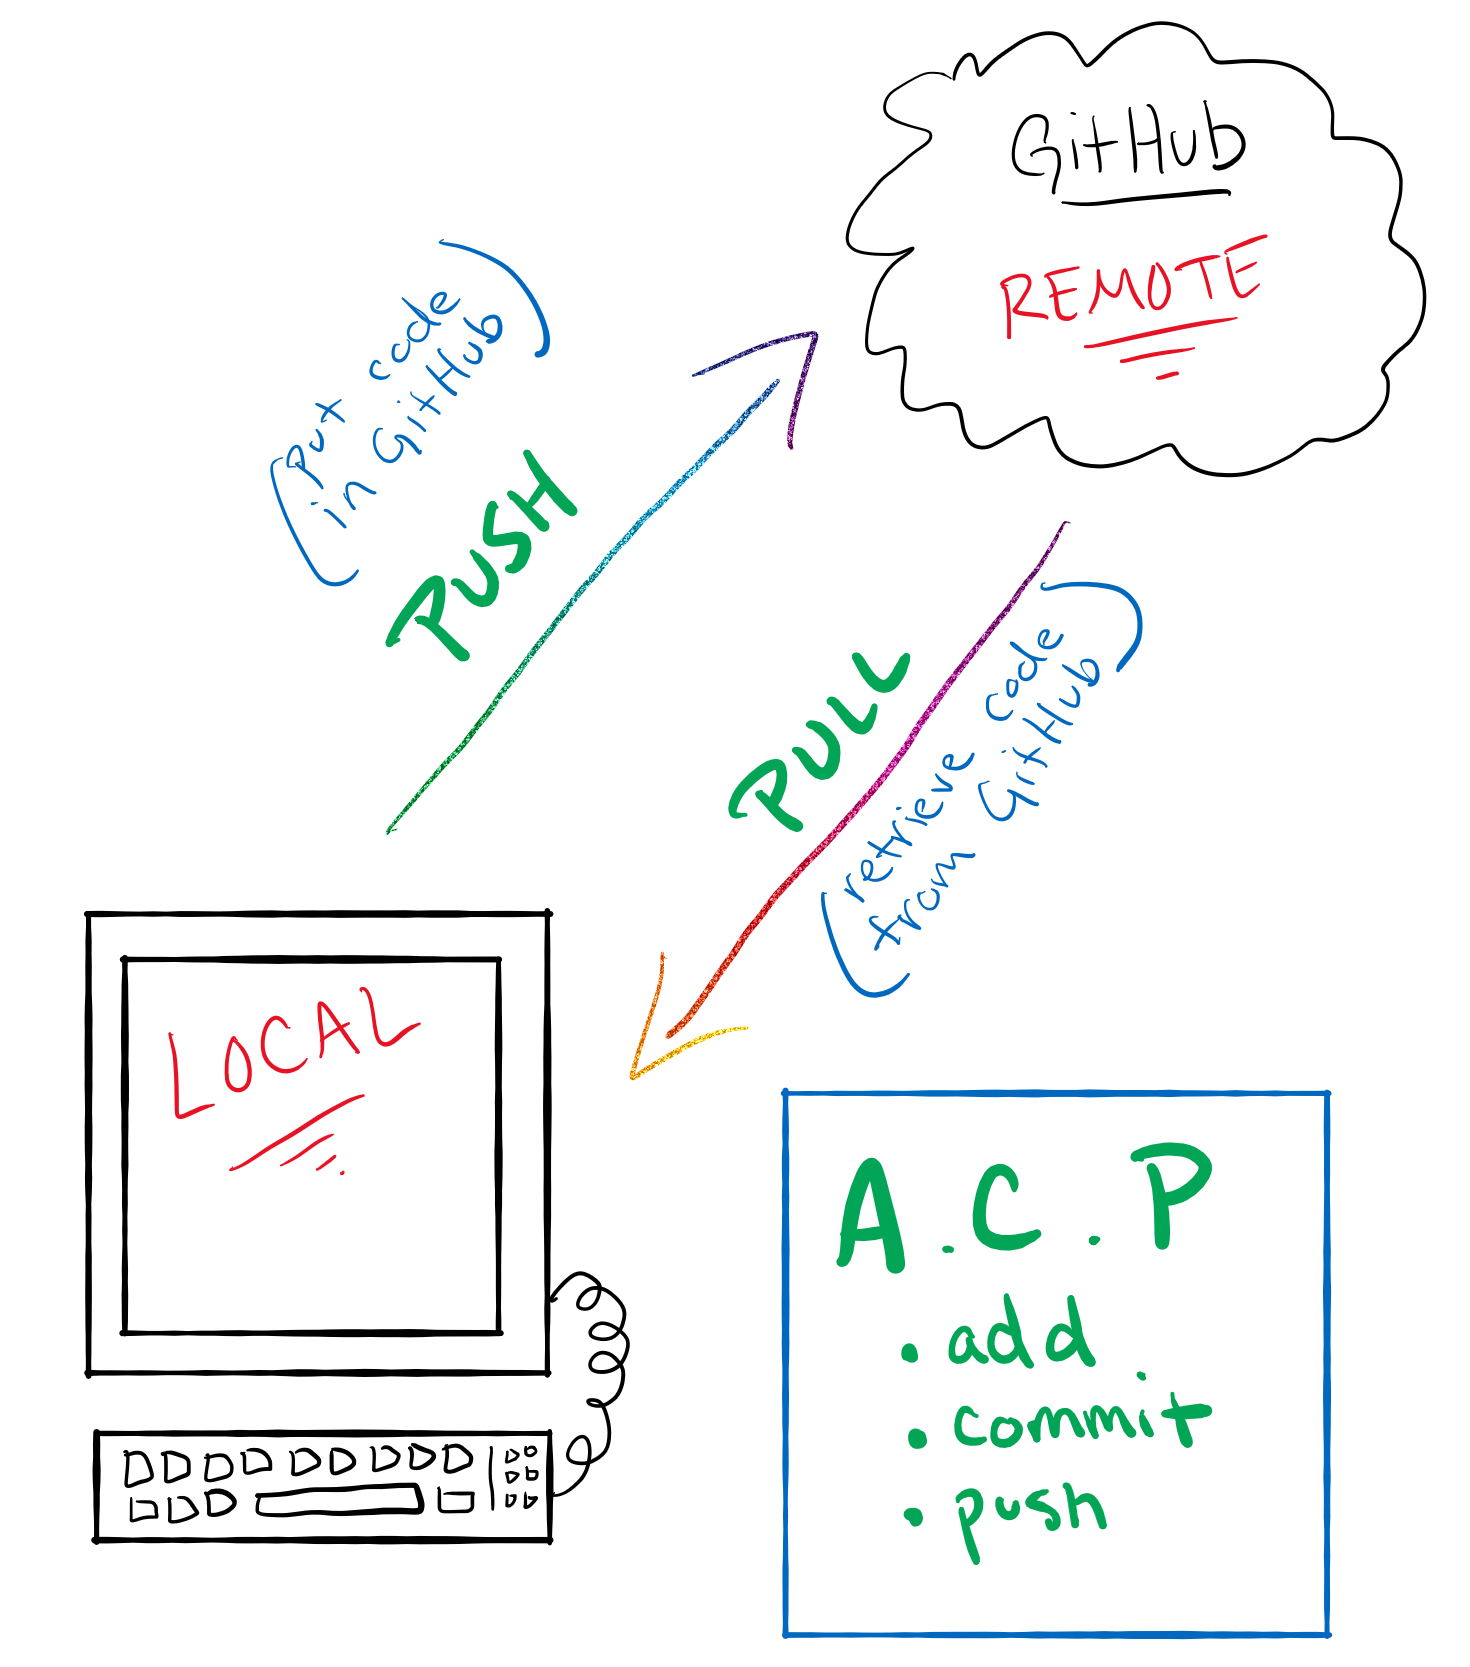 GitHub
REMOTE
(put code
in GitHub)
PUSH
PULL
(retrieve code
from GitHub)
LOCAL
A.C.P
• add
• commit
• push